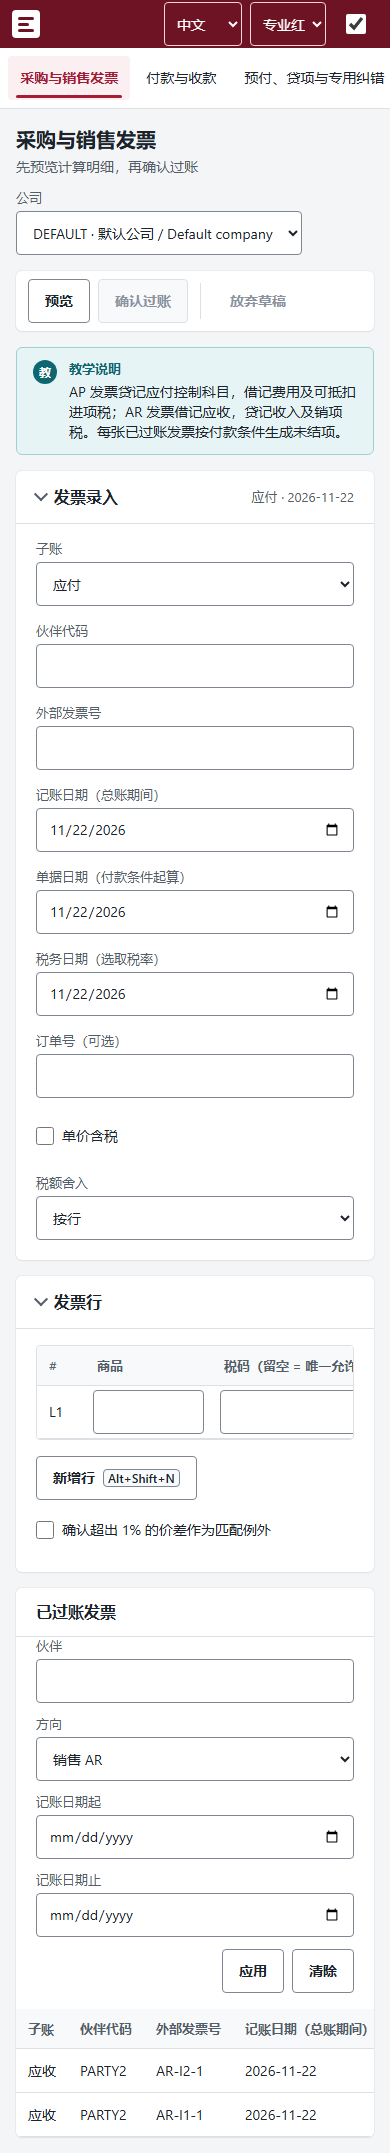 中文
专业红
采购与销售发票
付款与收款
预付、贷项与专用纠错
采购与销售发票
先预览计算明细，再确认过账
公司
DEFAULT · 默认公司 / Default company
预览
确认过账
放弃草稿
教
教学说明
AP 发票贷记应付控制科目，借记费用及可抵扣
进项税；AR 发票借记应收，贷记收入及销项
税。每张已过账发票按付款条件生成未结项。
发票录入
应付 · 2026-11-22
子账
应付
伙伴代码
外部发票号
记账日期（总账期间）
11/22/2026
单据日期（付款条件起算）
11/22/2026
税务日期（选取税率）
11/22/2026
订单号（可选）
单价含税
税额舍入
按行
发票行
#
商品
税码（留空 = 唯一允许
L1
新增行 Alt+Shift+N
确认超出 1% 的价差作为匹配例外
已过账发票
伙伴
方向
销售 AR
记账日期起
mm/dd/yyyy
记账日期止
mm/dd/yyyy
应用
清除
子账 伙伴代码 外部发票号 记账日期（总账期间）
应收 PARTY2 AR-I2-1 2026-11-22
应收 PARTY2 AR-I1-1 2026-11-22